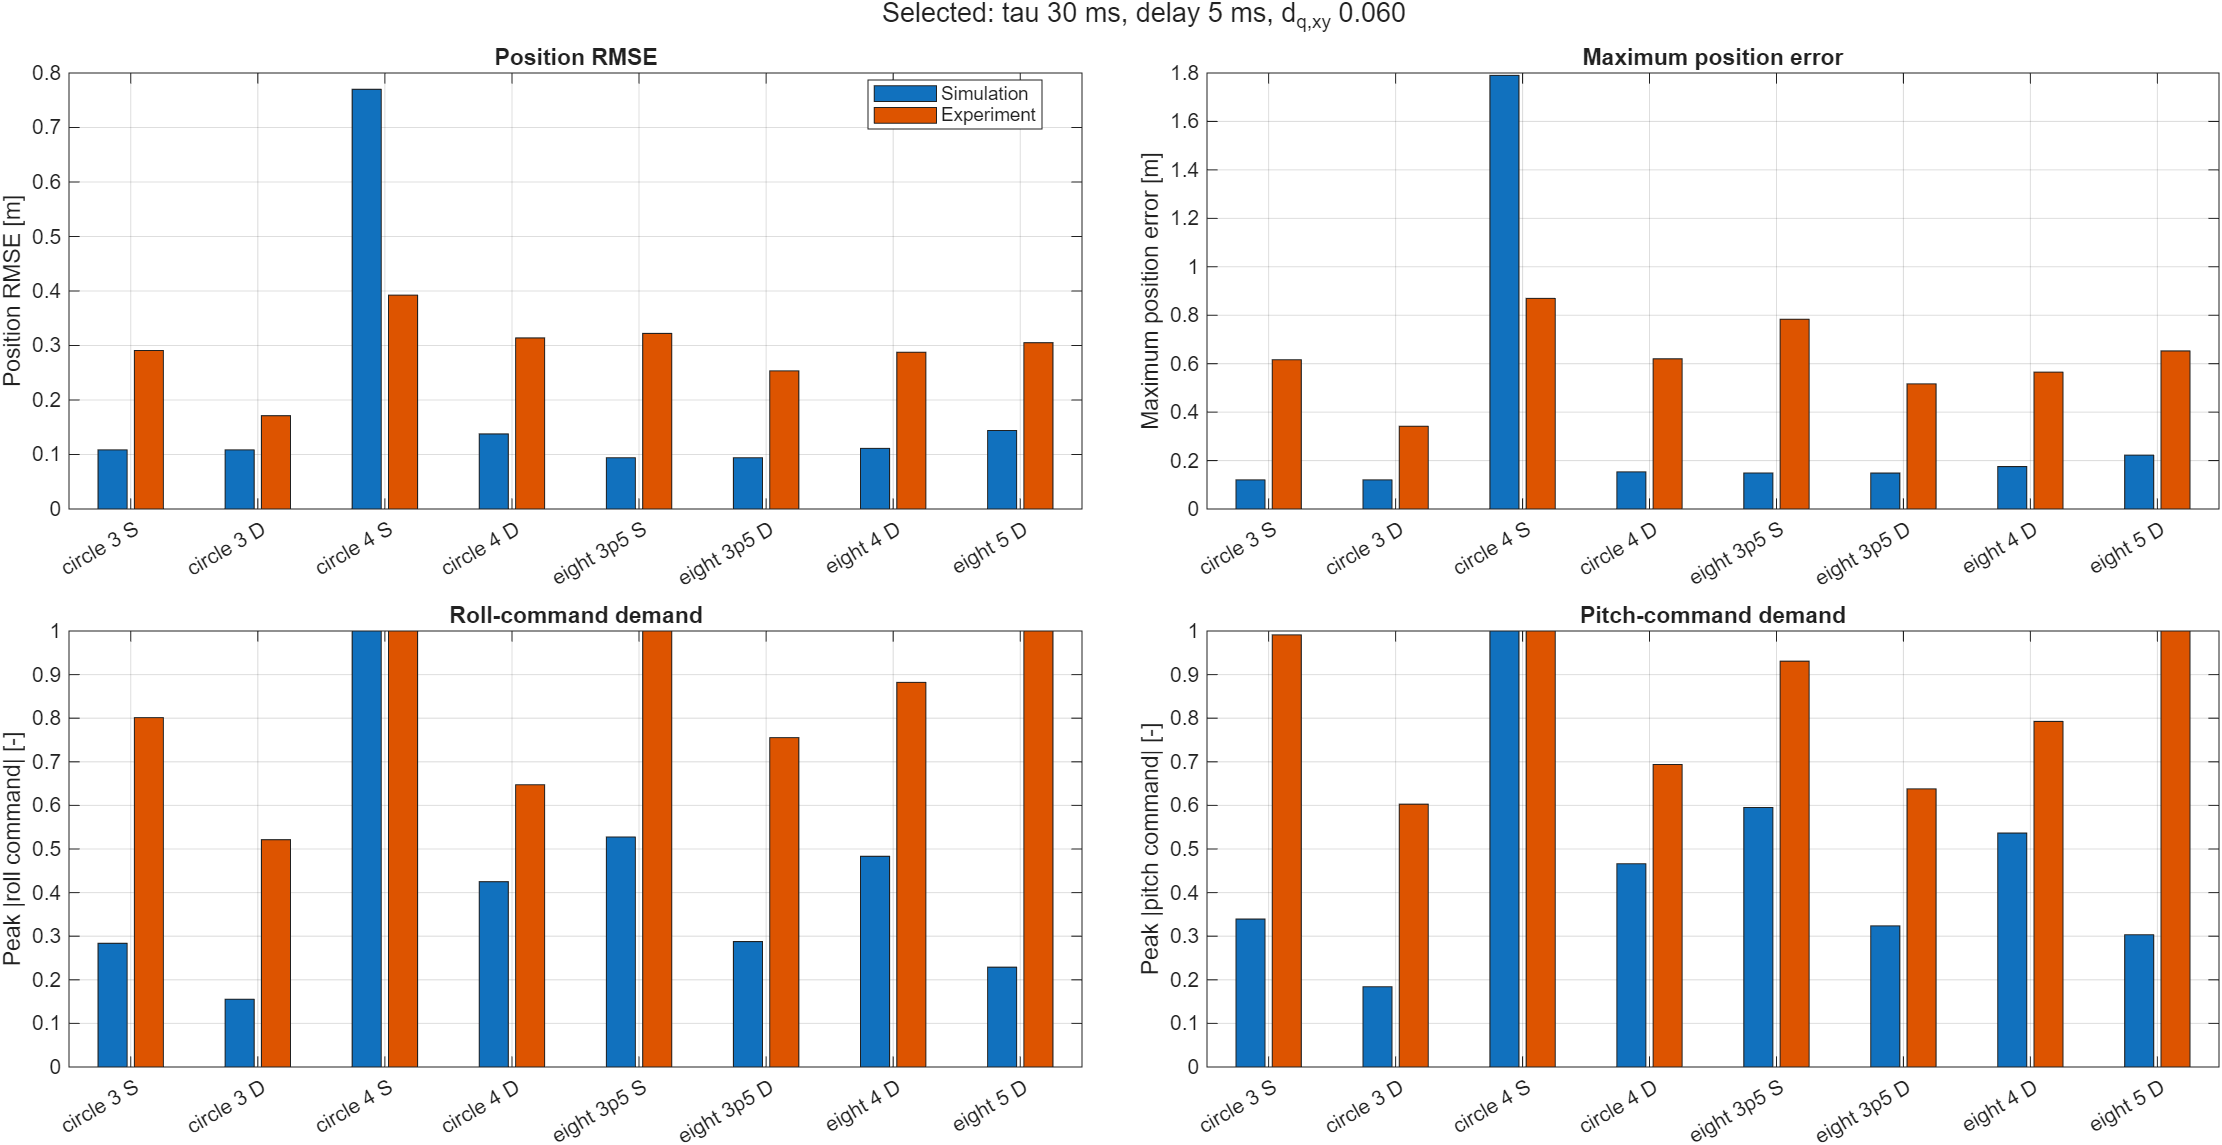 Selected: tau 30 ms, delay 5 ms, d_q,xy 0.060
Position RMSE
Position RMSE [m]
0.8
0.7
0.6
0.5
0.4
0.3
0.2
0.1
0
Simulation
Experiment
circle 3 S
circle 3 D
circle 4 S
circle 4 D
eight 3p5 S
eight 3p5 D
eight 4 D
eight 5 D
Maximum position error
Maximum position error [m]
1.8
1.6
1.4
1.2
1
0.8
0.6
0.4
0.2
0
circle 3 S
circle 3 D
circle 4 S
circle 4 D
eight 3p5 S
eight 3p5 D
eight 4 D
eight 5 D
Roll-command demand
Peak |roll command| [-]
1
0.9
0.8
0.7
0.6
0.5
0.4
0.3
0.2
0.1
0
circle 3 S
circle 3 D
circle 4 S
circle 4 D
eight 3p5 S
eight 3p5 D
eight 4 D
eight 5 D
Pitch-command demand
Peak |pitch command| [-]
1
0.9
0.8
0.7
0.6
0.5
0.4
0.3
0.2
0.1
0
circle 3 S
circle 3 D
circle 4 S
circle 4 D
eight 3p5 S
eight 3p5 D
eight 4 D
eight 5 D